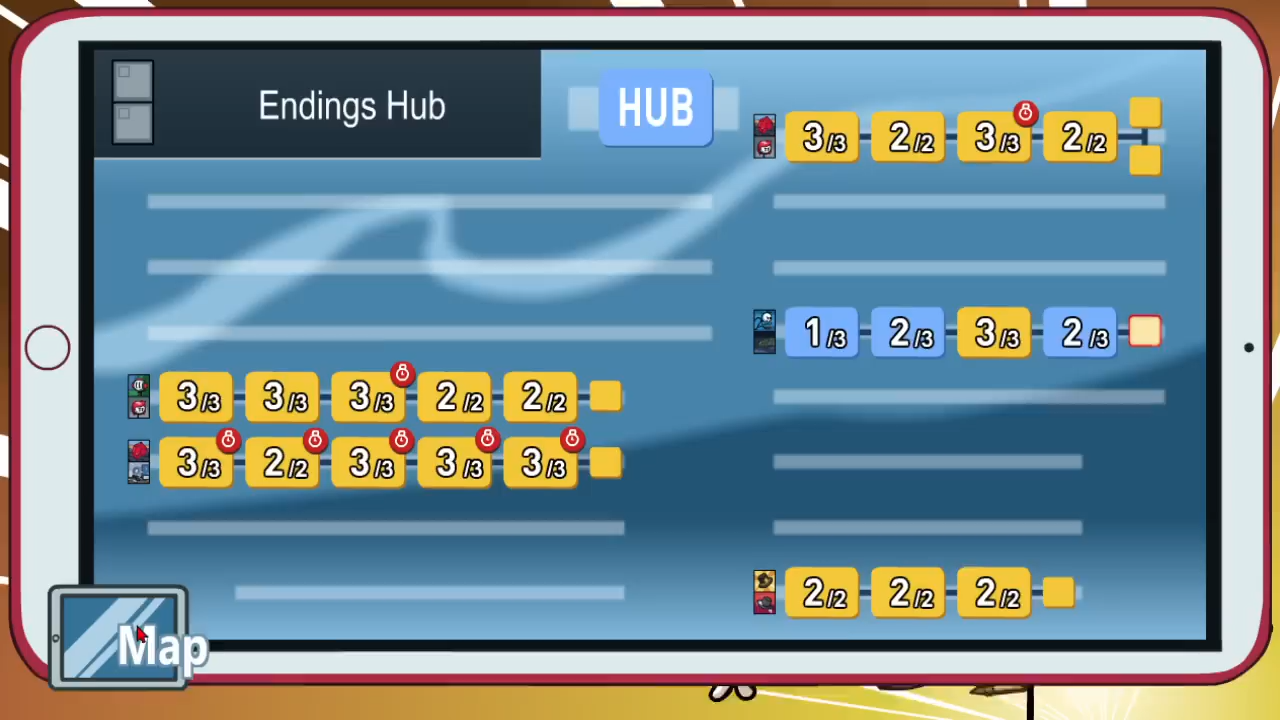 Endings Hub
HUB
3/3 2/2 3/3 2/2
1/3 2/3 3/3 2/3
3/3 3/3 3/3 2/2 2/2
3/3 2/2 3/3 3/3 3/3
2/2 2/2 2/2
Map